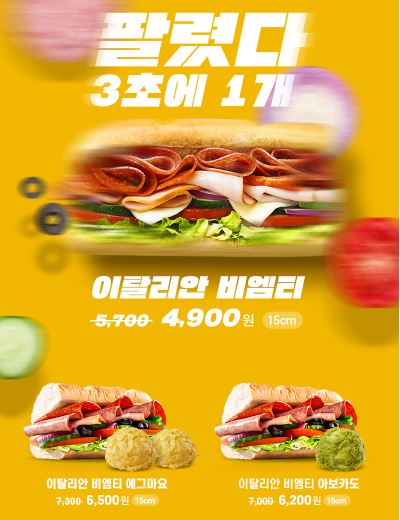 팔렸다
3초에 1개
이탈리안 비엠티
5,700 4,900원 15cm
이탈리안 비엠티 에그마요
7,300 6,500원 15cm
이탈리안 비엠티 아보카도
7,000 6,200원 15cm